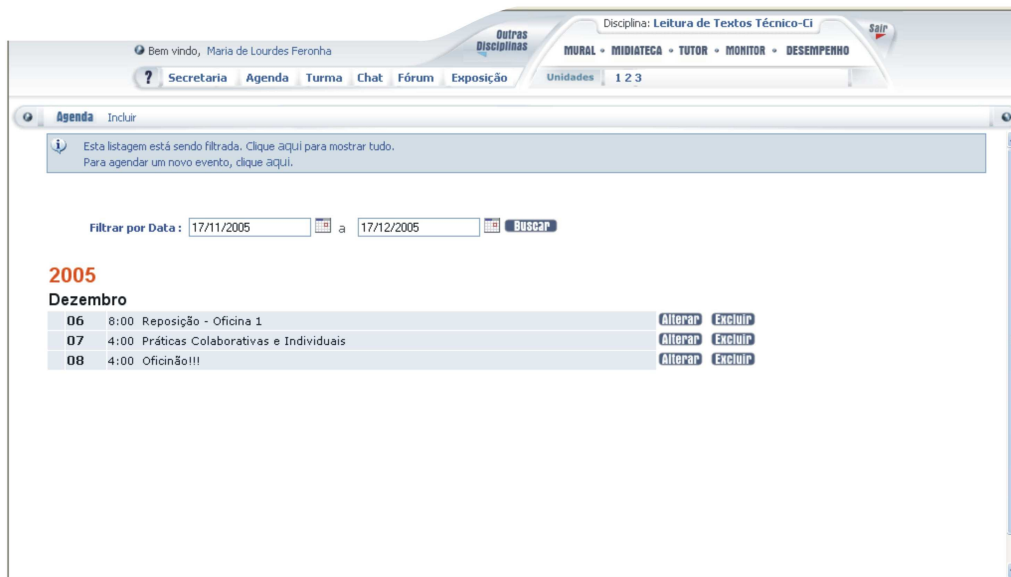 Disciplina: Leitura de Textos Técnico-Ci
Sair
Outras Disciplinas
Bem vindo, Maria de Lourdes Feronha
MURAL • MIDIATECA • TUTOR • MONITOR • DESEMPENHO
? Secretaria Agenda Turma Chat Fórum Exposição
Unidades 1 2 3
Agenda Incluir
Esta listagem está sendo filtrada. Clique aqui para mostrar tudo.
Para agendar um novo evento, clique aqui.
Filtrar por Data : 17/11/2005 a 17/12/2005 Buscar
2005
Dezembro
06 8:00 Reposição - Oficina 1 Alterar Excluir
07 4:00 Práticas Colaborativas e Individuais Alterar Excluir
08 4:00 Oficinão!!! Alterar Excluir